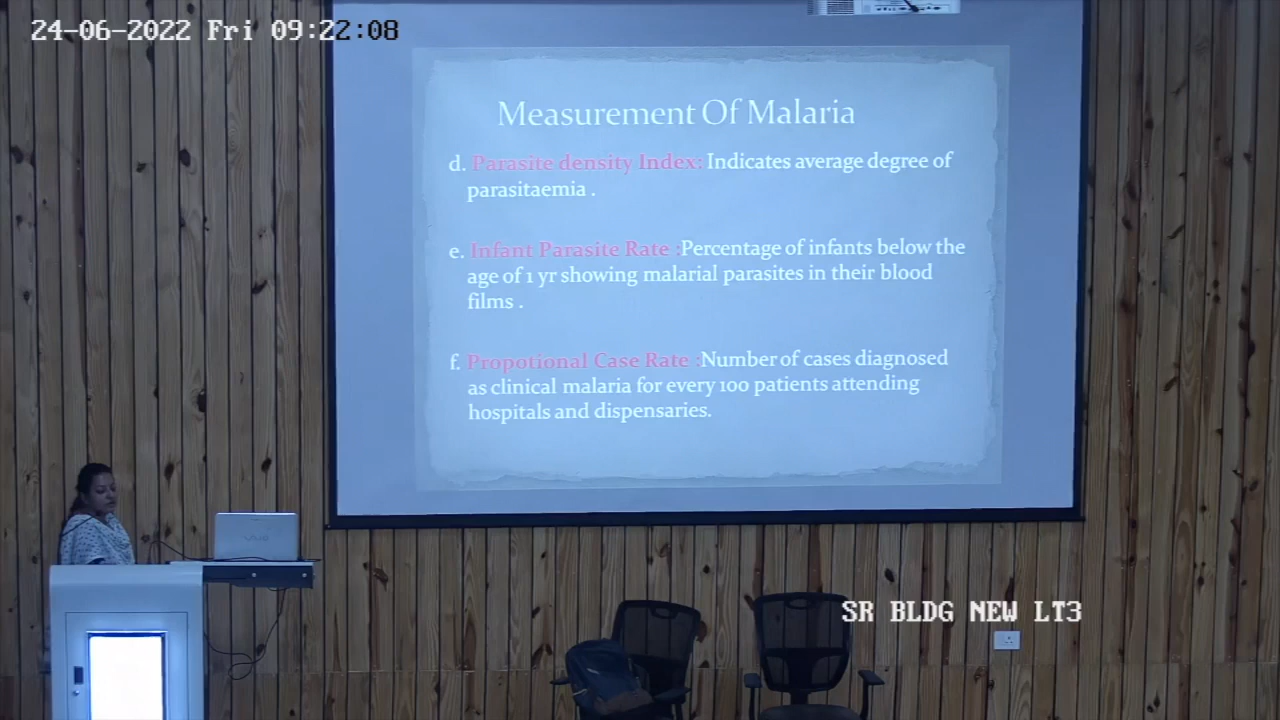 24-06-2022 Fri 09:22:08
Measurement Of Malaria
d. Parasite density Index: Indicates average degree of
parasitaemia .
e. Infant Parasite Rate :Percentage of infants below the
age of 1 yr showing malarial parasites in their blood
films .
f. Propotional Case Rate :Number of cases diagnosed
as clinical malaria for every 100 patients attending
hospitals and dispensaries.
VAIO
SR BLDG NEW LT3